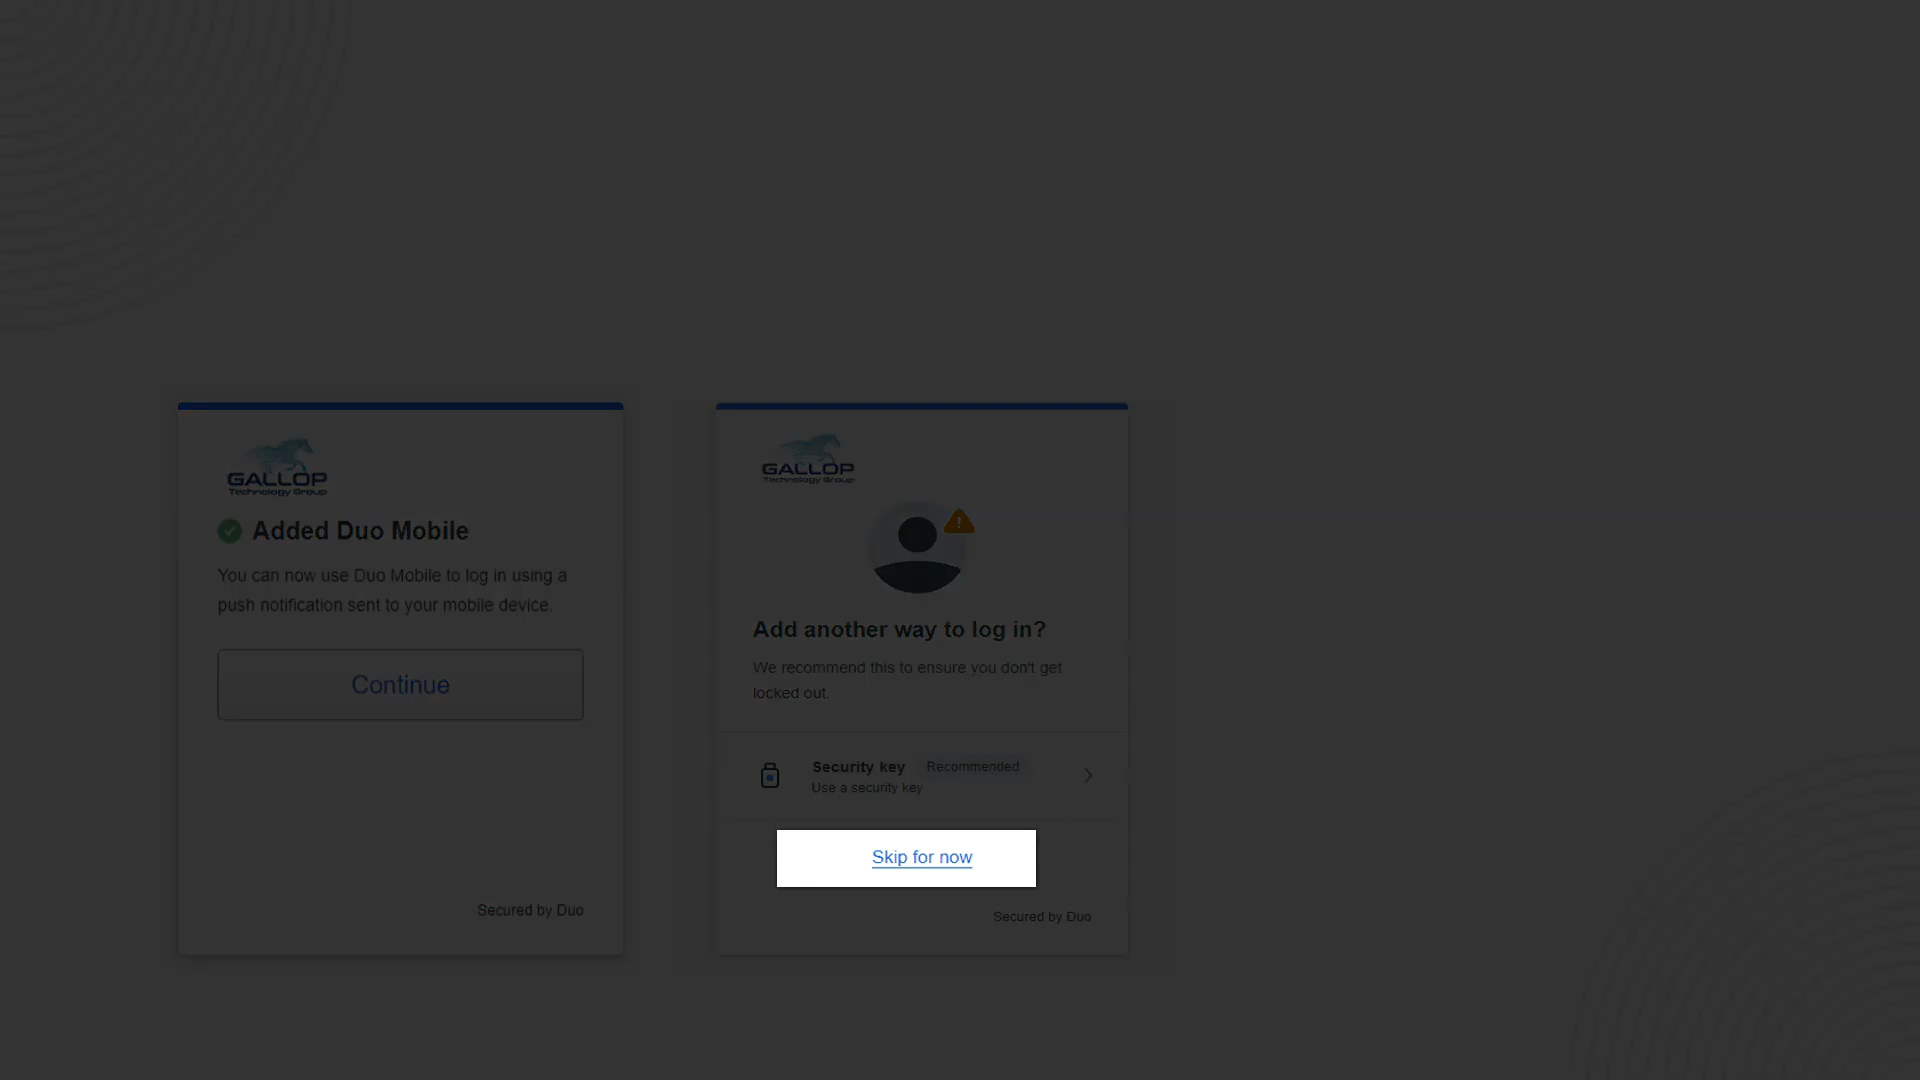 GALLOP
Technology Group
Added Duo Mobile
You can now use Duo Mobile to log in using a
push notification sent to your mobile device.
Continue
Secured by Duo
GALLOP
Technology Group
Add another way to log in?
We recommend this to ensure you don't get
locked out.
Security key Recommended
Use a security key
Skip for now
Secured by Duo